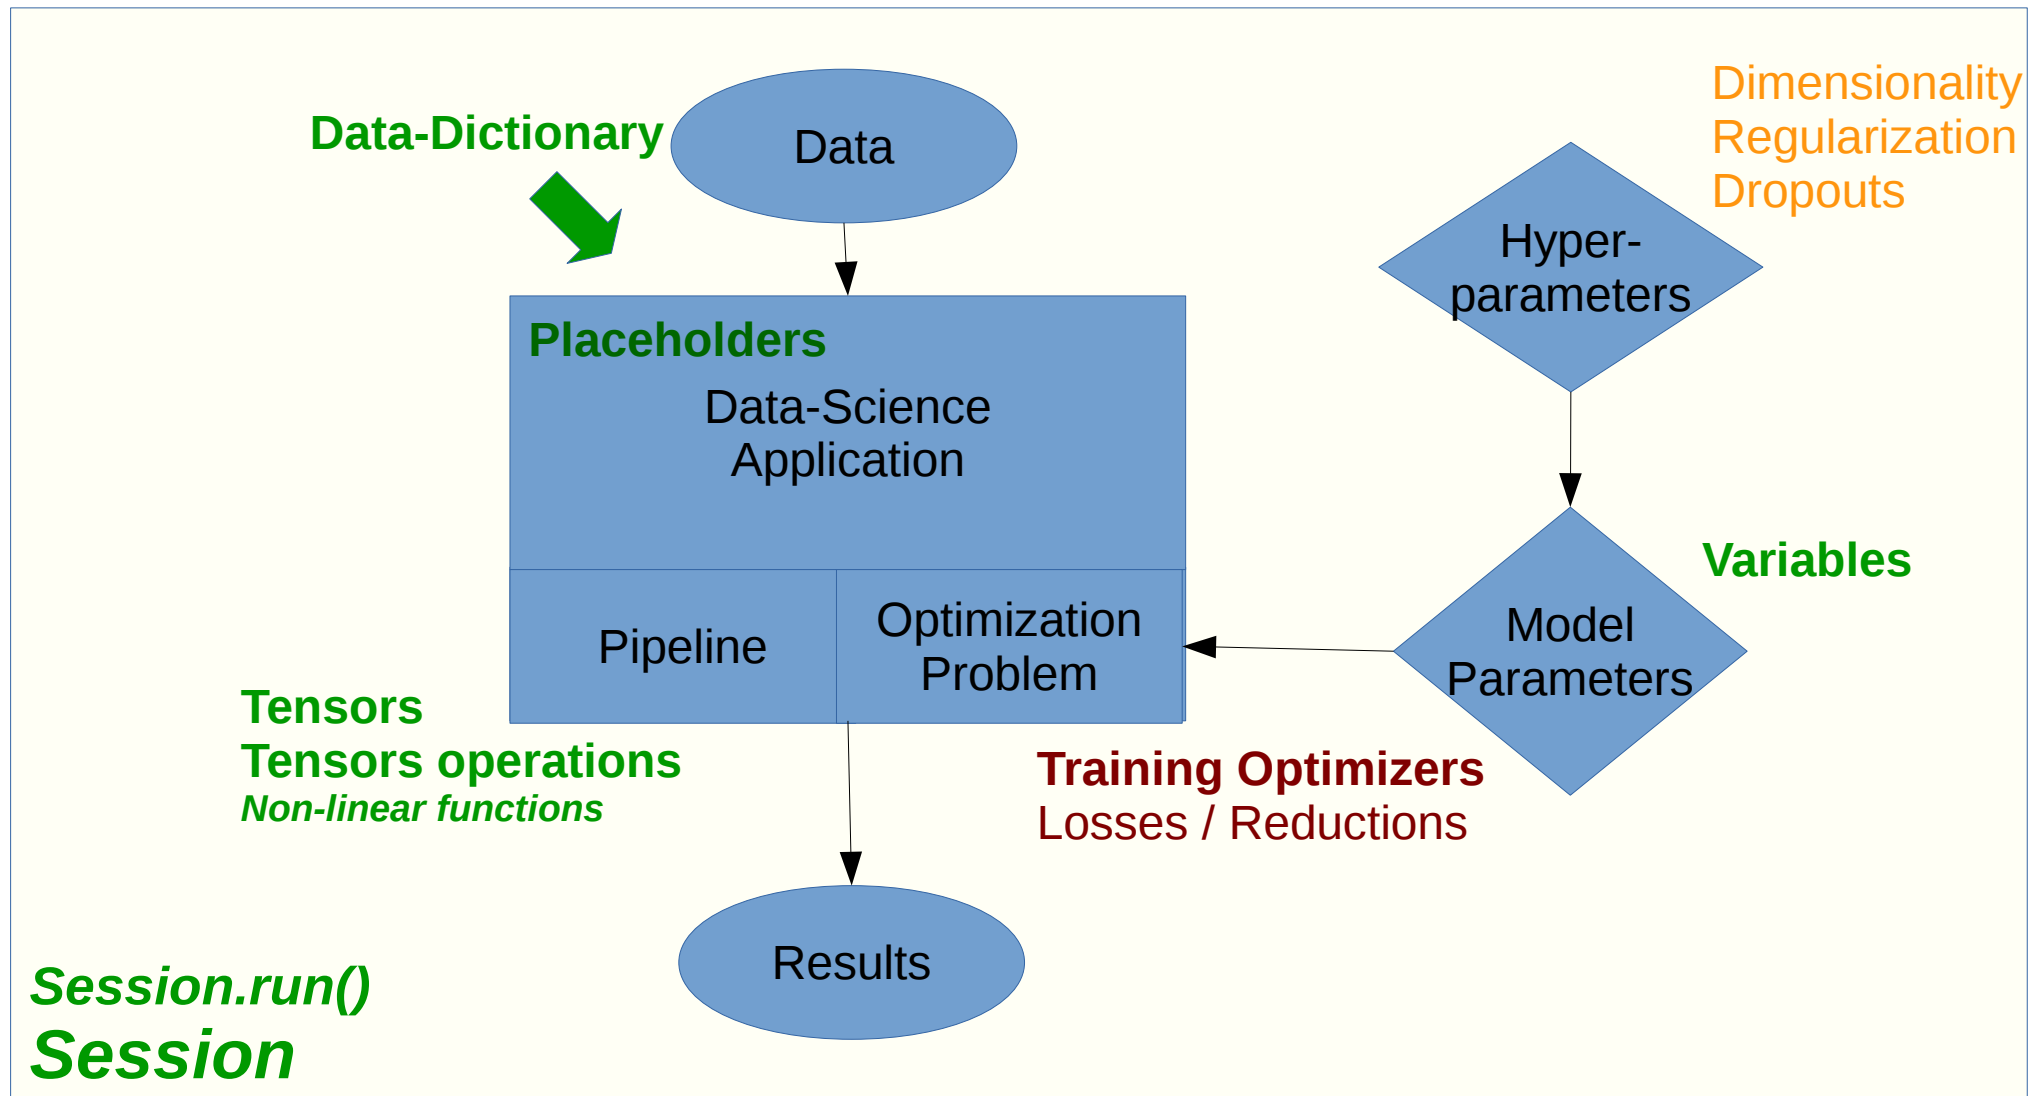 Data-Dictionary
Data
Dimensionality
Regularization
Dropouts
Hyper-
parameters
Placeholders
Data-Science
Application
Variables
Pipeline
Optimization
Problem
Model
Parameters
Tensors
Tensors operations
Non-linear functions
Training Optimizers
Losses / Reductions
Results
Session.run()
Session